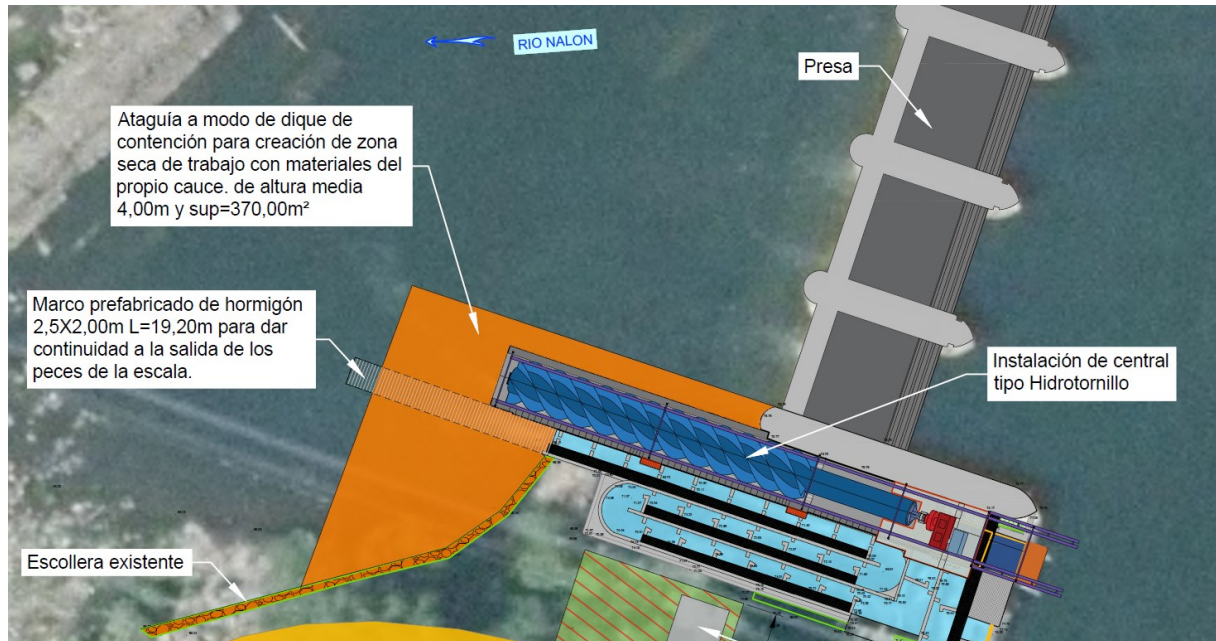 RIO NALON
Presa
Ataguía a modo de dique de
contención para creación de zona
seca de trabajo con materiales del
propio cauce. de altura media
4,00m y sup=370,00m²
Marco prefabricado de hormigón
2,5X2,00m L=19,20m para dar
continuidad a la salida de los
peces de la escala.
Instalación de central
tipo Hidrotornillo
Escollera existente